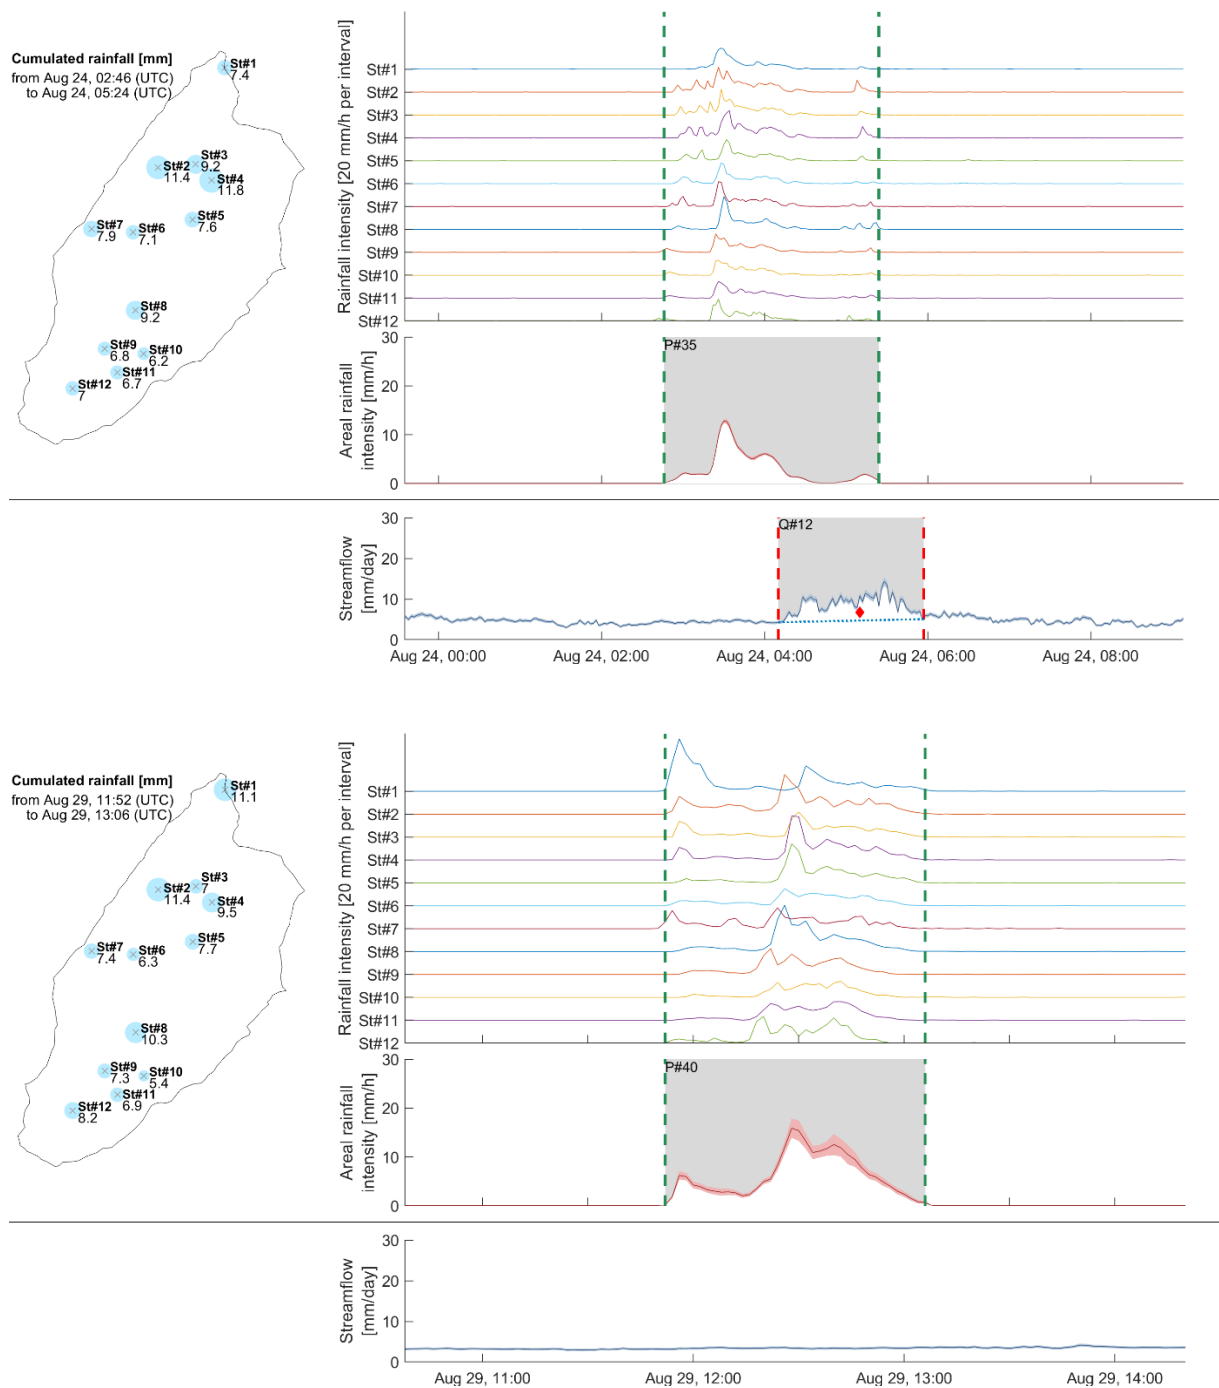 Cumulated rainfall [mm]
from Aug 24, 02:46 (UTC)
to Aug 24, 05:24 (UTC)
St#1
7.4
St#2
11.4
St#3
9.2
St#4
11.8
St#5
7.6
St#6
7.1
St#7
7.9
St#8
9.2
St#9
6.8
St#10
6.2
St#11
6.7
St#12
7
Rainfall intensity [20 mm/h per interval]
St#1
St#2
St#3
St#4
St#5
St#6
St#7
St#8
St#9
St#10
St#11
St#12
Areal rainfall
intensity [mm/h]
30
20
10
0
P#35
Streamflow
[mm/day]
30
20
10
0
Q#12
Aug 24, 00:00
Aug 24, 02:00
Aug 24, 04:00
Aug 24, 06:00
Aug 24, 08:00
Cumulated rainfall [mm]
from Aug 29, 11:52 (UTC)
to Aug 29, 13:06 (UTC)
St#1
11.1
St#2
11.4
St#3
7
St#4
9.5
St#5
7.7
St#6
6.3
St#7
7.4
St#8
10.3
St#9
7.3
St#10
5.4
St#11
6.9
St#12
8.2
Rainfall intensity [20 mm/h per interval]
St#1
St#2
St#3
St#4
St#5
St#6
St#7
St#8
St#9
St#10
St#11
St#12
Areal rainfall
intensity [mm/h]
30
20
10
0
P#40
Streamflow
[mm/day]
30
20
10
0
Aug 29, 11:00
Aug 29, 12:00
Aug 29, 13:00
Aug 29, 14:00